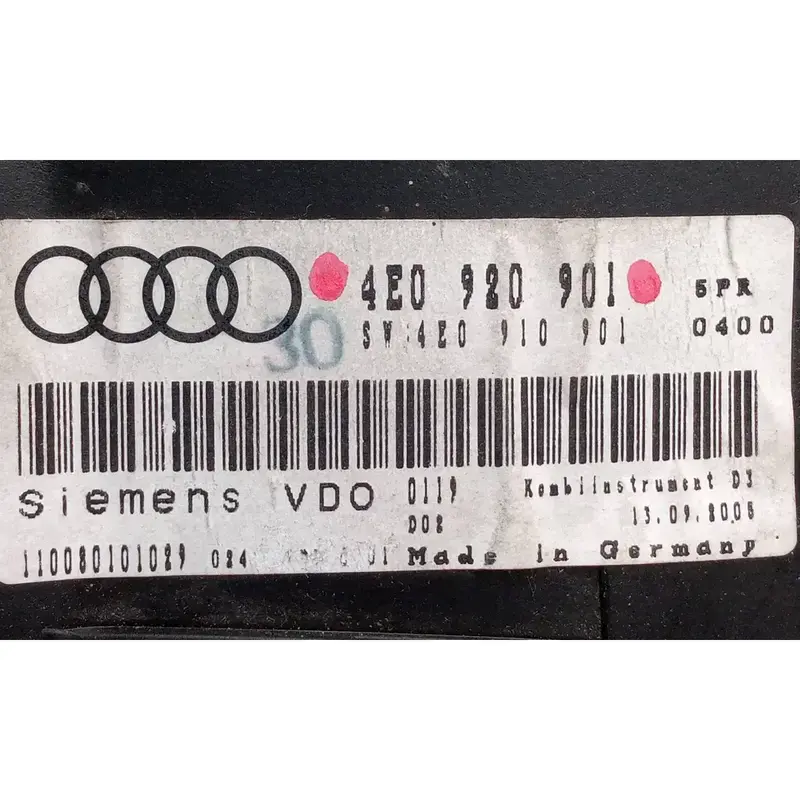 4E0 920 901 5PR
30 SW:4E0 910 901 0400
Siemens VDO 0119 Kombiinstrument D3
D02 13.09.2005
110080101029 024 01 Made in Germany